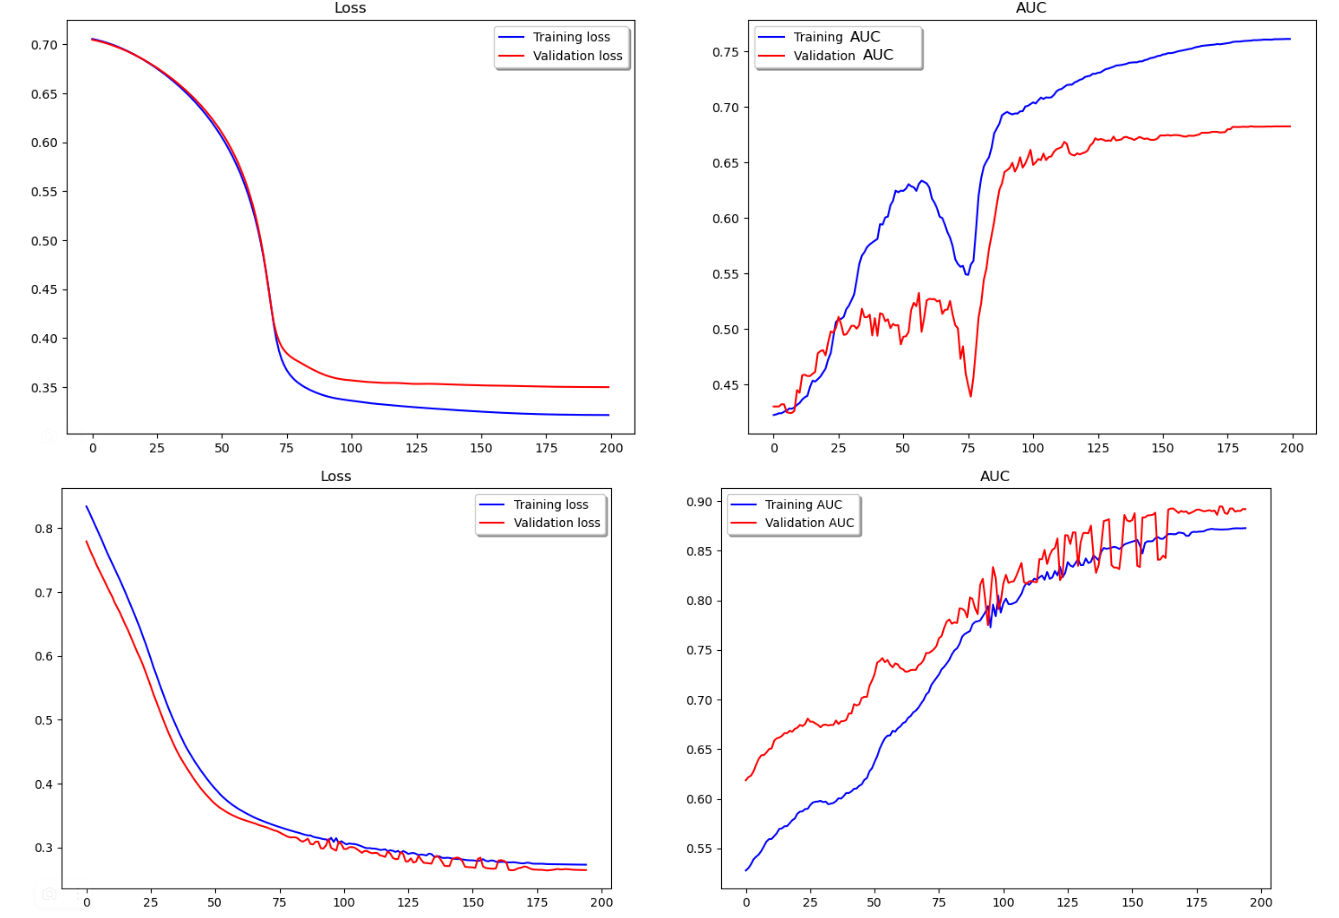 Loss
Training loss
Validation loss
0.70
0.65
0.60
0.55
0.50
0.45
0.40
0.35
0 25 50 75 100 125 150 175 200
AUC
Training AUC
Validation AUC
0.75
0.70
0.65
0.60
0.55
0.50
0.45
0 25 50 75 100 125 150 175 200
Loss
Training loss
Validation loss
0.8
0.7
0.6
0.5
0.4
0.3
0 25 50 75 100 125 150 175 200
AUC
Training AUC
Validation AUC
0.90
0.85
0.80
0.75
0.70
0.65
0.60
0.55
0 25 50 75 100 125 150 175 200